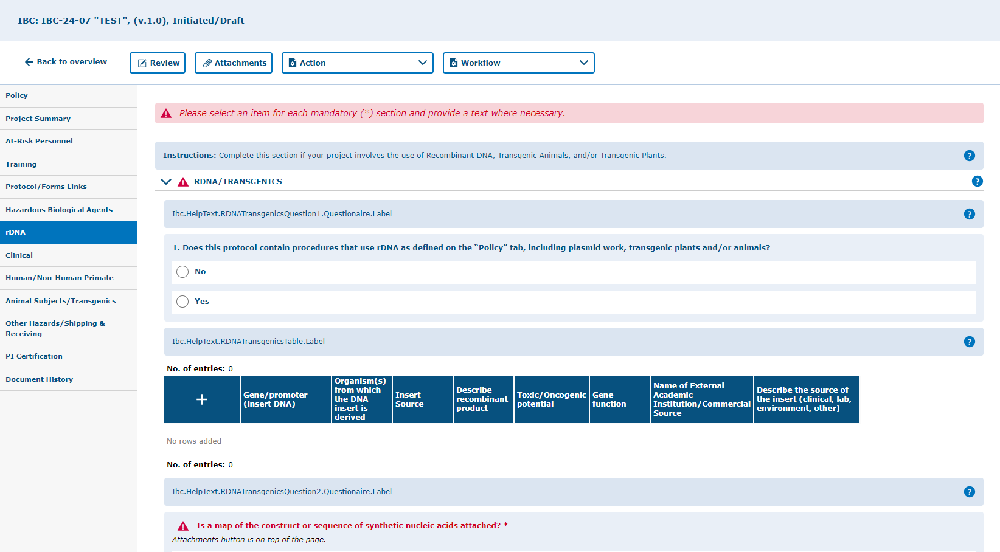 IBC: IBC-24-07 "TEST", (v.1.0), Initiated/Draft
Back to overview
Review
Attachments
Action
Workflow
Policy
Project Summary
At-Risk Personnel
Training
Protocol/Forms Links
Hazardous Biological Agents
rDNA
Clinical
Human/Non-Human Primate
Animal Subjects/Transgenics
Other Hazards/Shipping &
Receiving
PI Certification
Document History
Please select an item for each mandatory (*) section and provide a text where necessary.
Instructions: Complete this section if your project involves the use of Recombinant DNA, Transgenic Animals, and/or Transgenic Plants.
RDNA/TRANSGENICS
Ibc.HelpText.RDNATransgenicsQuestion1.Questionaire.Label
1. Does this protocol contain procedures that use rDNA as defined on the “Policy” tab, including plasmid work, transgenic plants and/or animals?
No
Yes
Ibc.HelpText.RDNATransgenicsTable.Label
No. of entries: 0
Gene/promoter
(insert DNA)
Organism(s)
from which
the DNA
insert is
derived
Insert
Source
Describe
recombinant
product
Toxic/Oncogenic
potential
Gene
function
Name of External
Academic
Institution/Commercial
Source
Describe the source of
the insert (clinical, lab,
environment, other)
No rows added
No. of entries: 0
Ibc.HelpText.RDNATransgenicsQuestion2.Questionaire.Label
Is a map of the construct or sequence of synthetic nucleic acids attached? *
Attachments button is on top of the page.